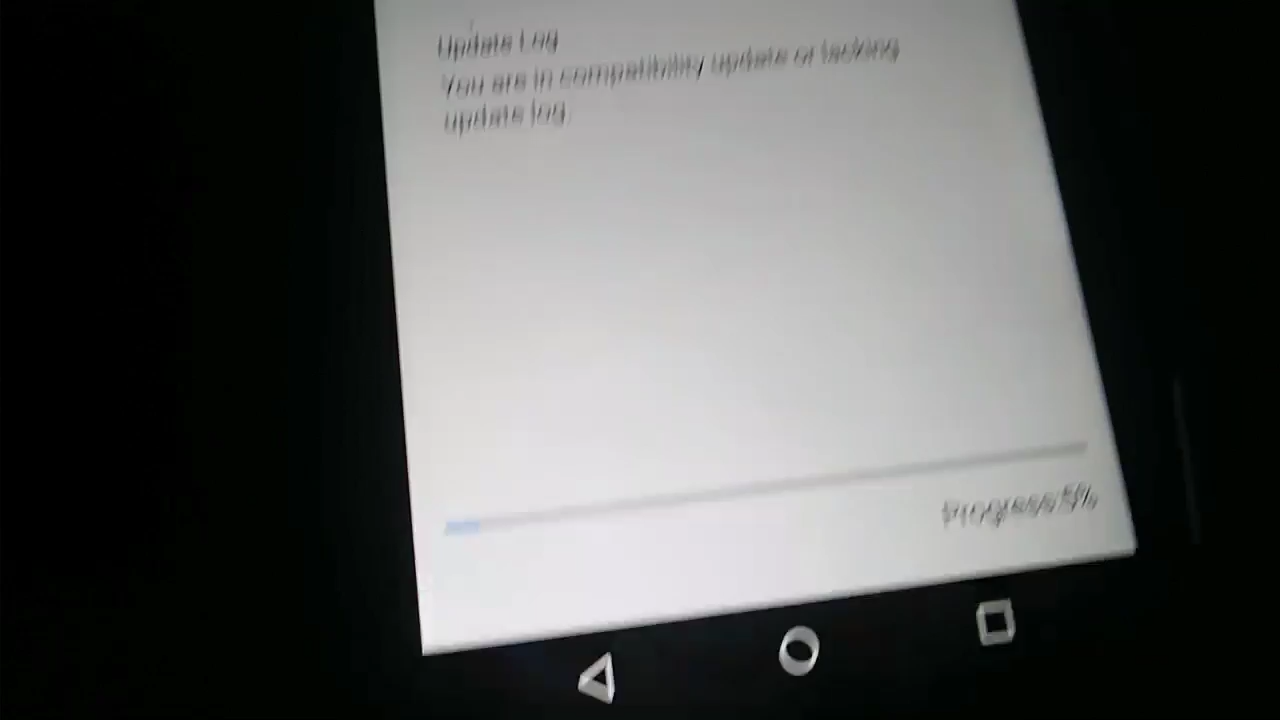 Update Log
You are in compatibility update or lacking
update log.
Progress:5%